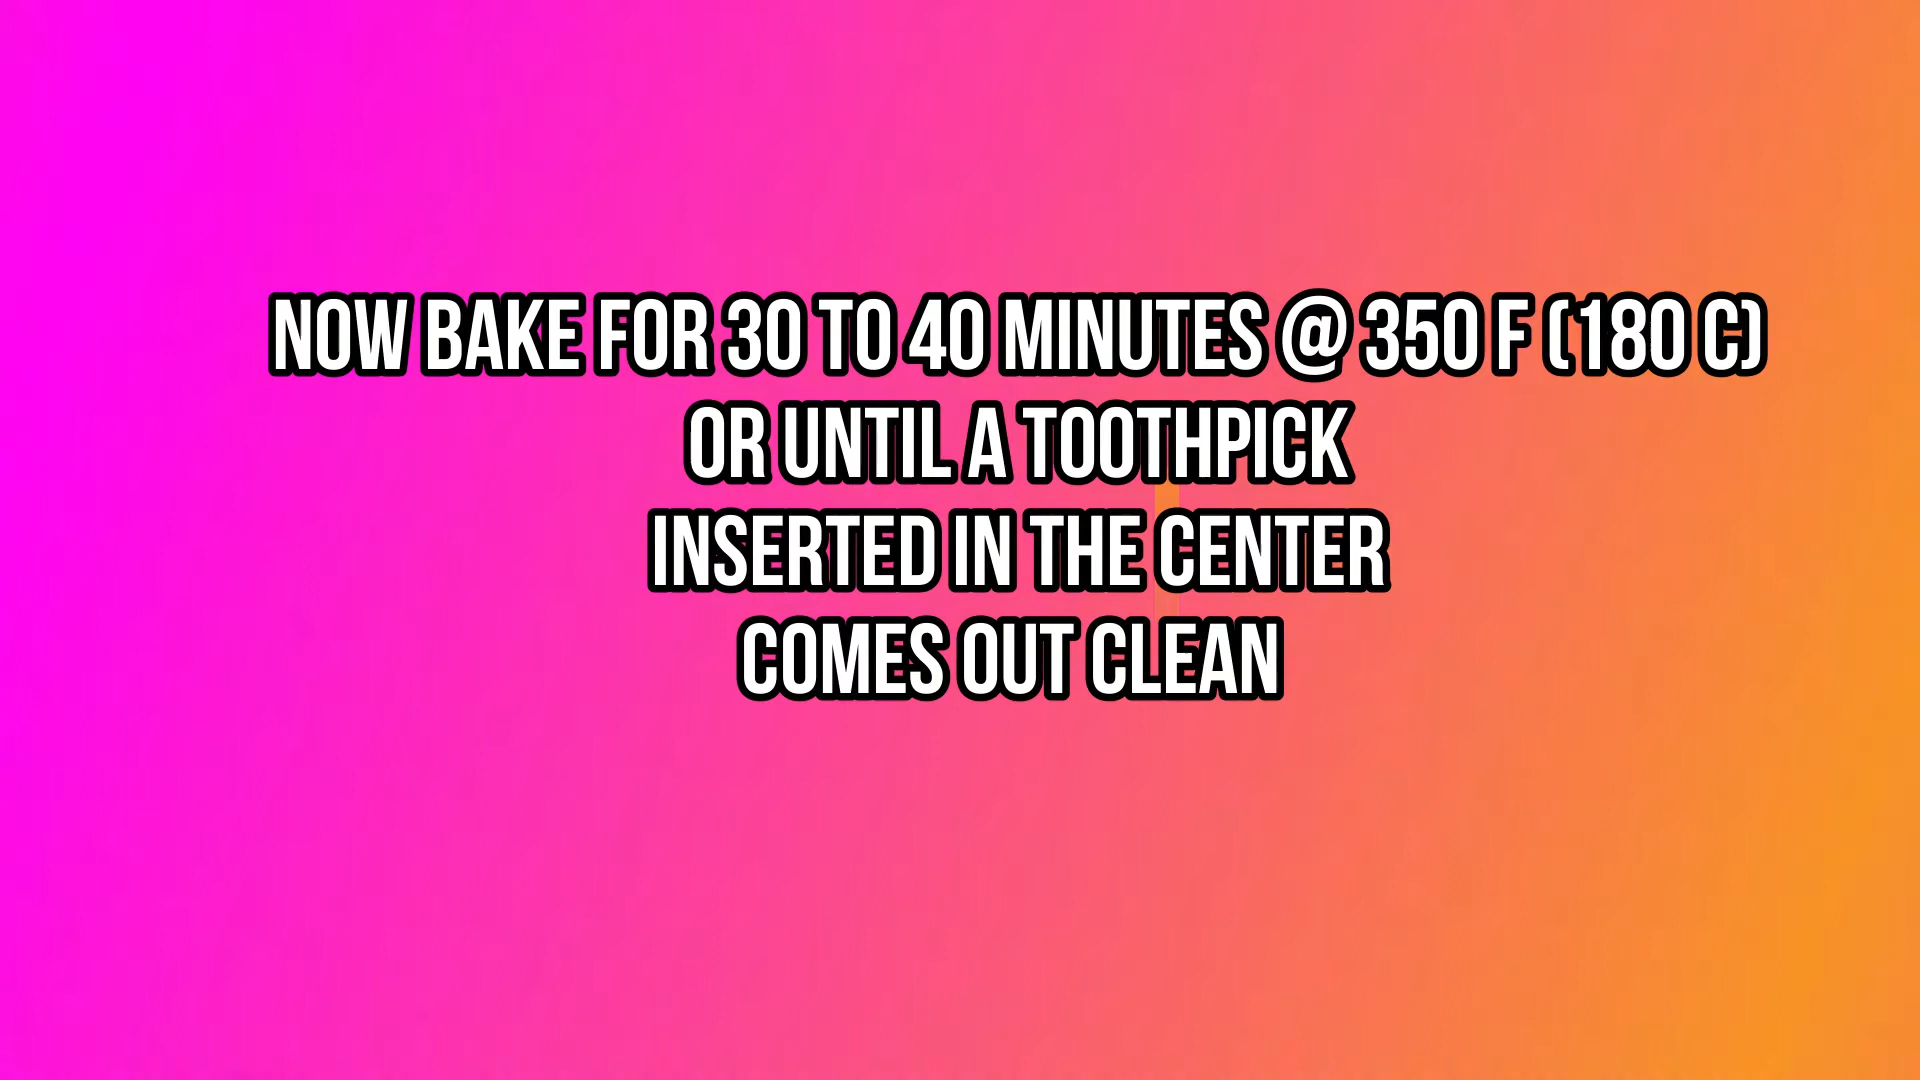 NOW BAKE FOR 30 TO 40 MINUTES @ 350 F (180 C)
OR UNTIL A TOOTHPICK
INSERTED IN THE CENTER
COMES OUT CLEAN